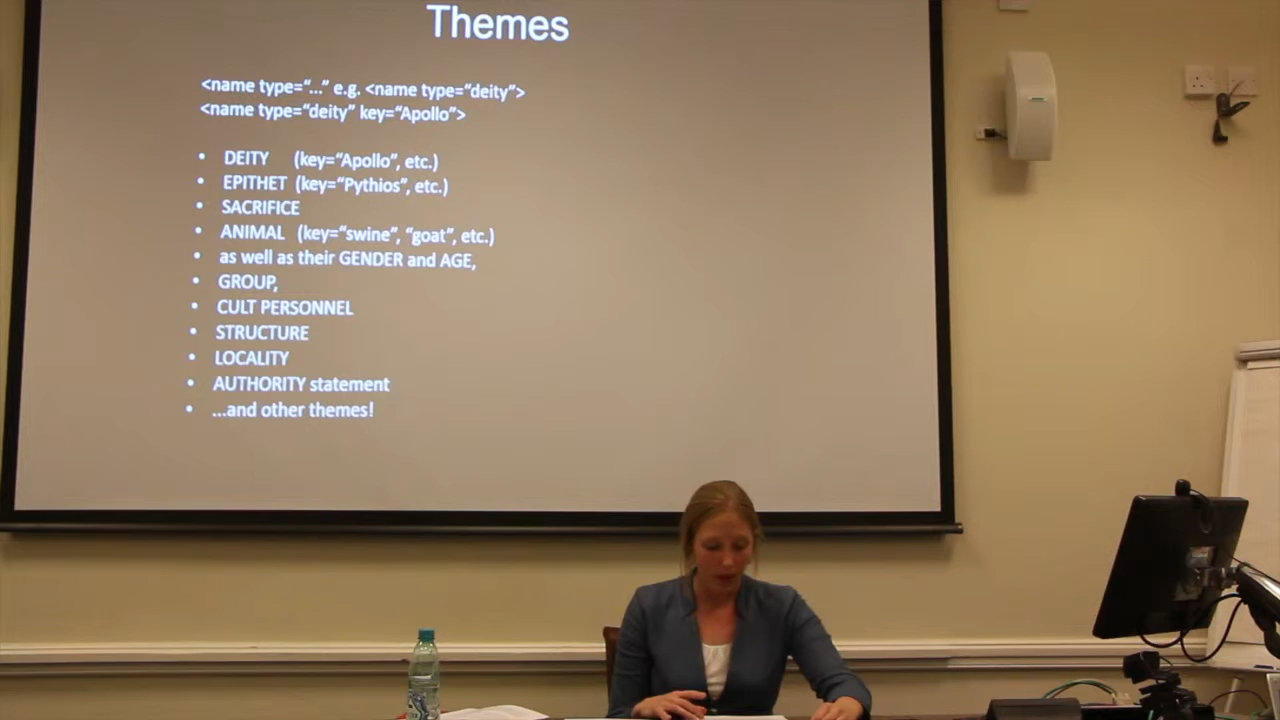 Themes
<name type="..." e.g. <name type="deity">
<name type="deity" key="Apollo">
• DEITY (key="Apollo", etc.)
• EPITHET (key="Pythios", etc.)
• SACRIFICE
• ANIMAL (key="swine", "goat", etc.)
• as well as their GENDER and AGE,
• GROUP,
• CULT PERSONNEL
• STRUCTURE
• LOCALITY
• AUTHORITY statement
• ...and other themes!